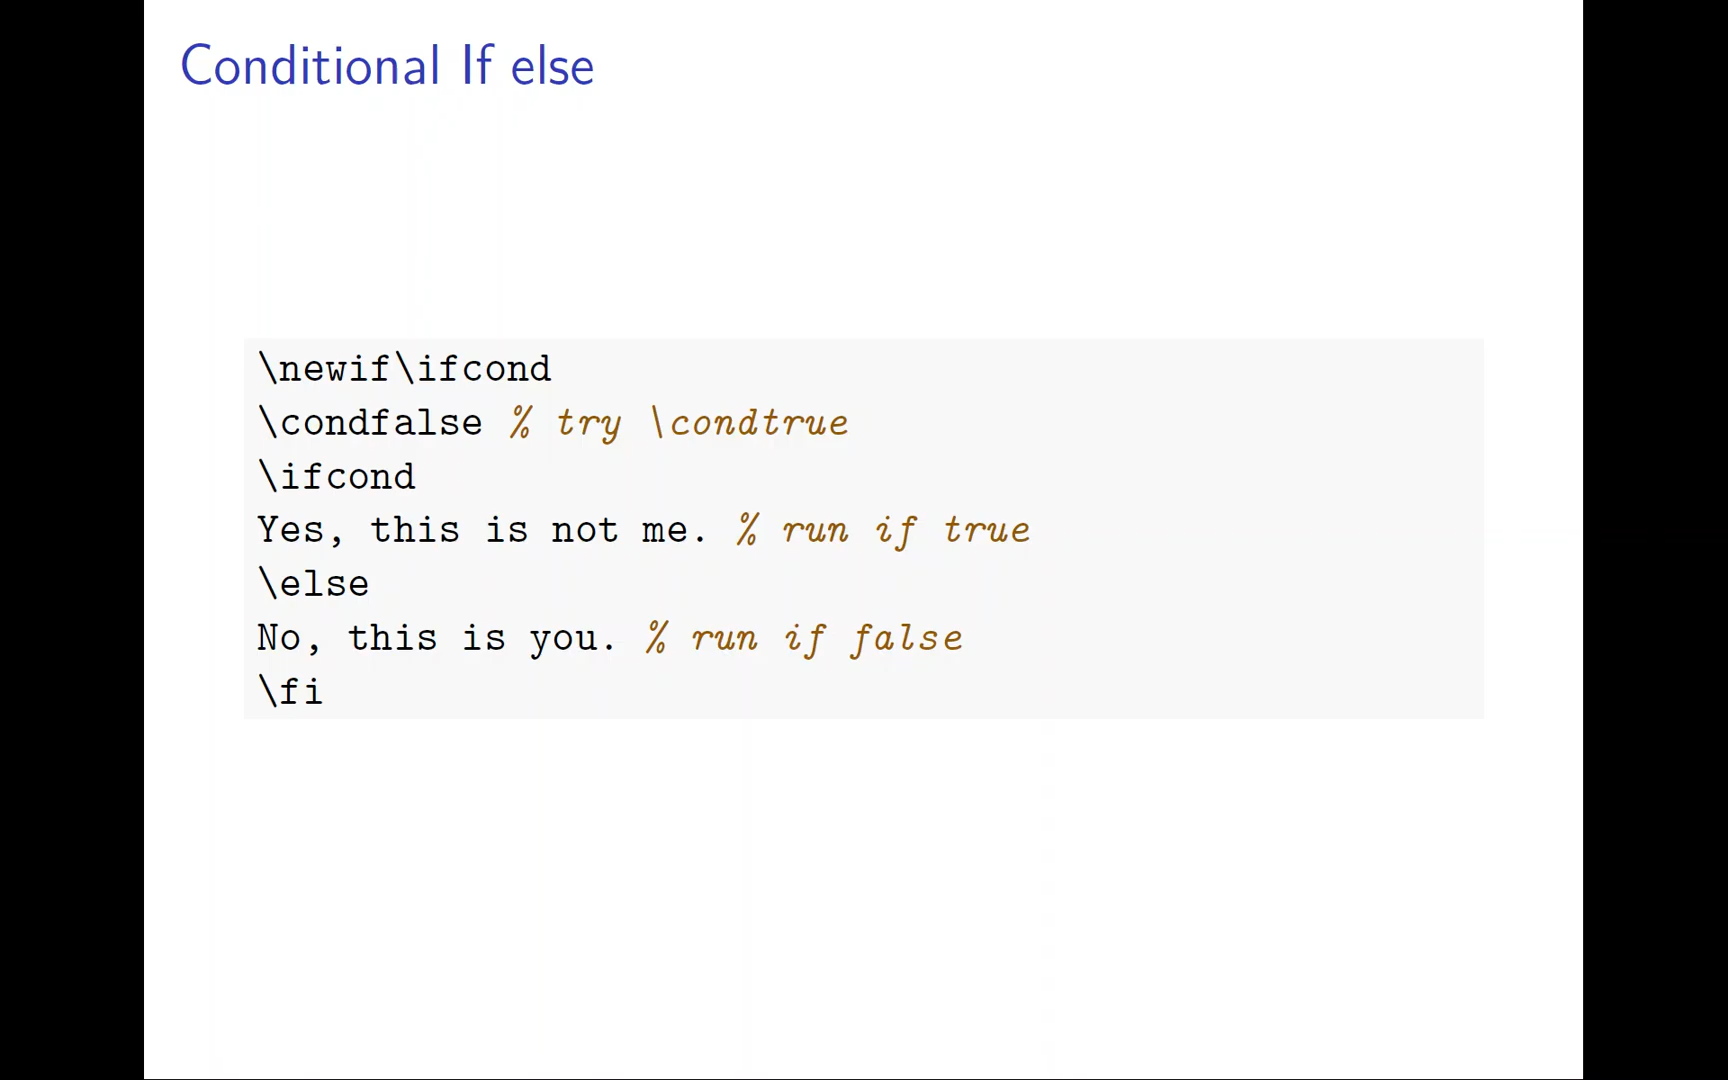 Conditional If else
\newif\ifcond
\condfalse % try \condtrue
\ifcond
Yes, this is not me. % run if true
\else
No, this is you. % run if false
\fi